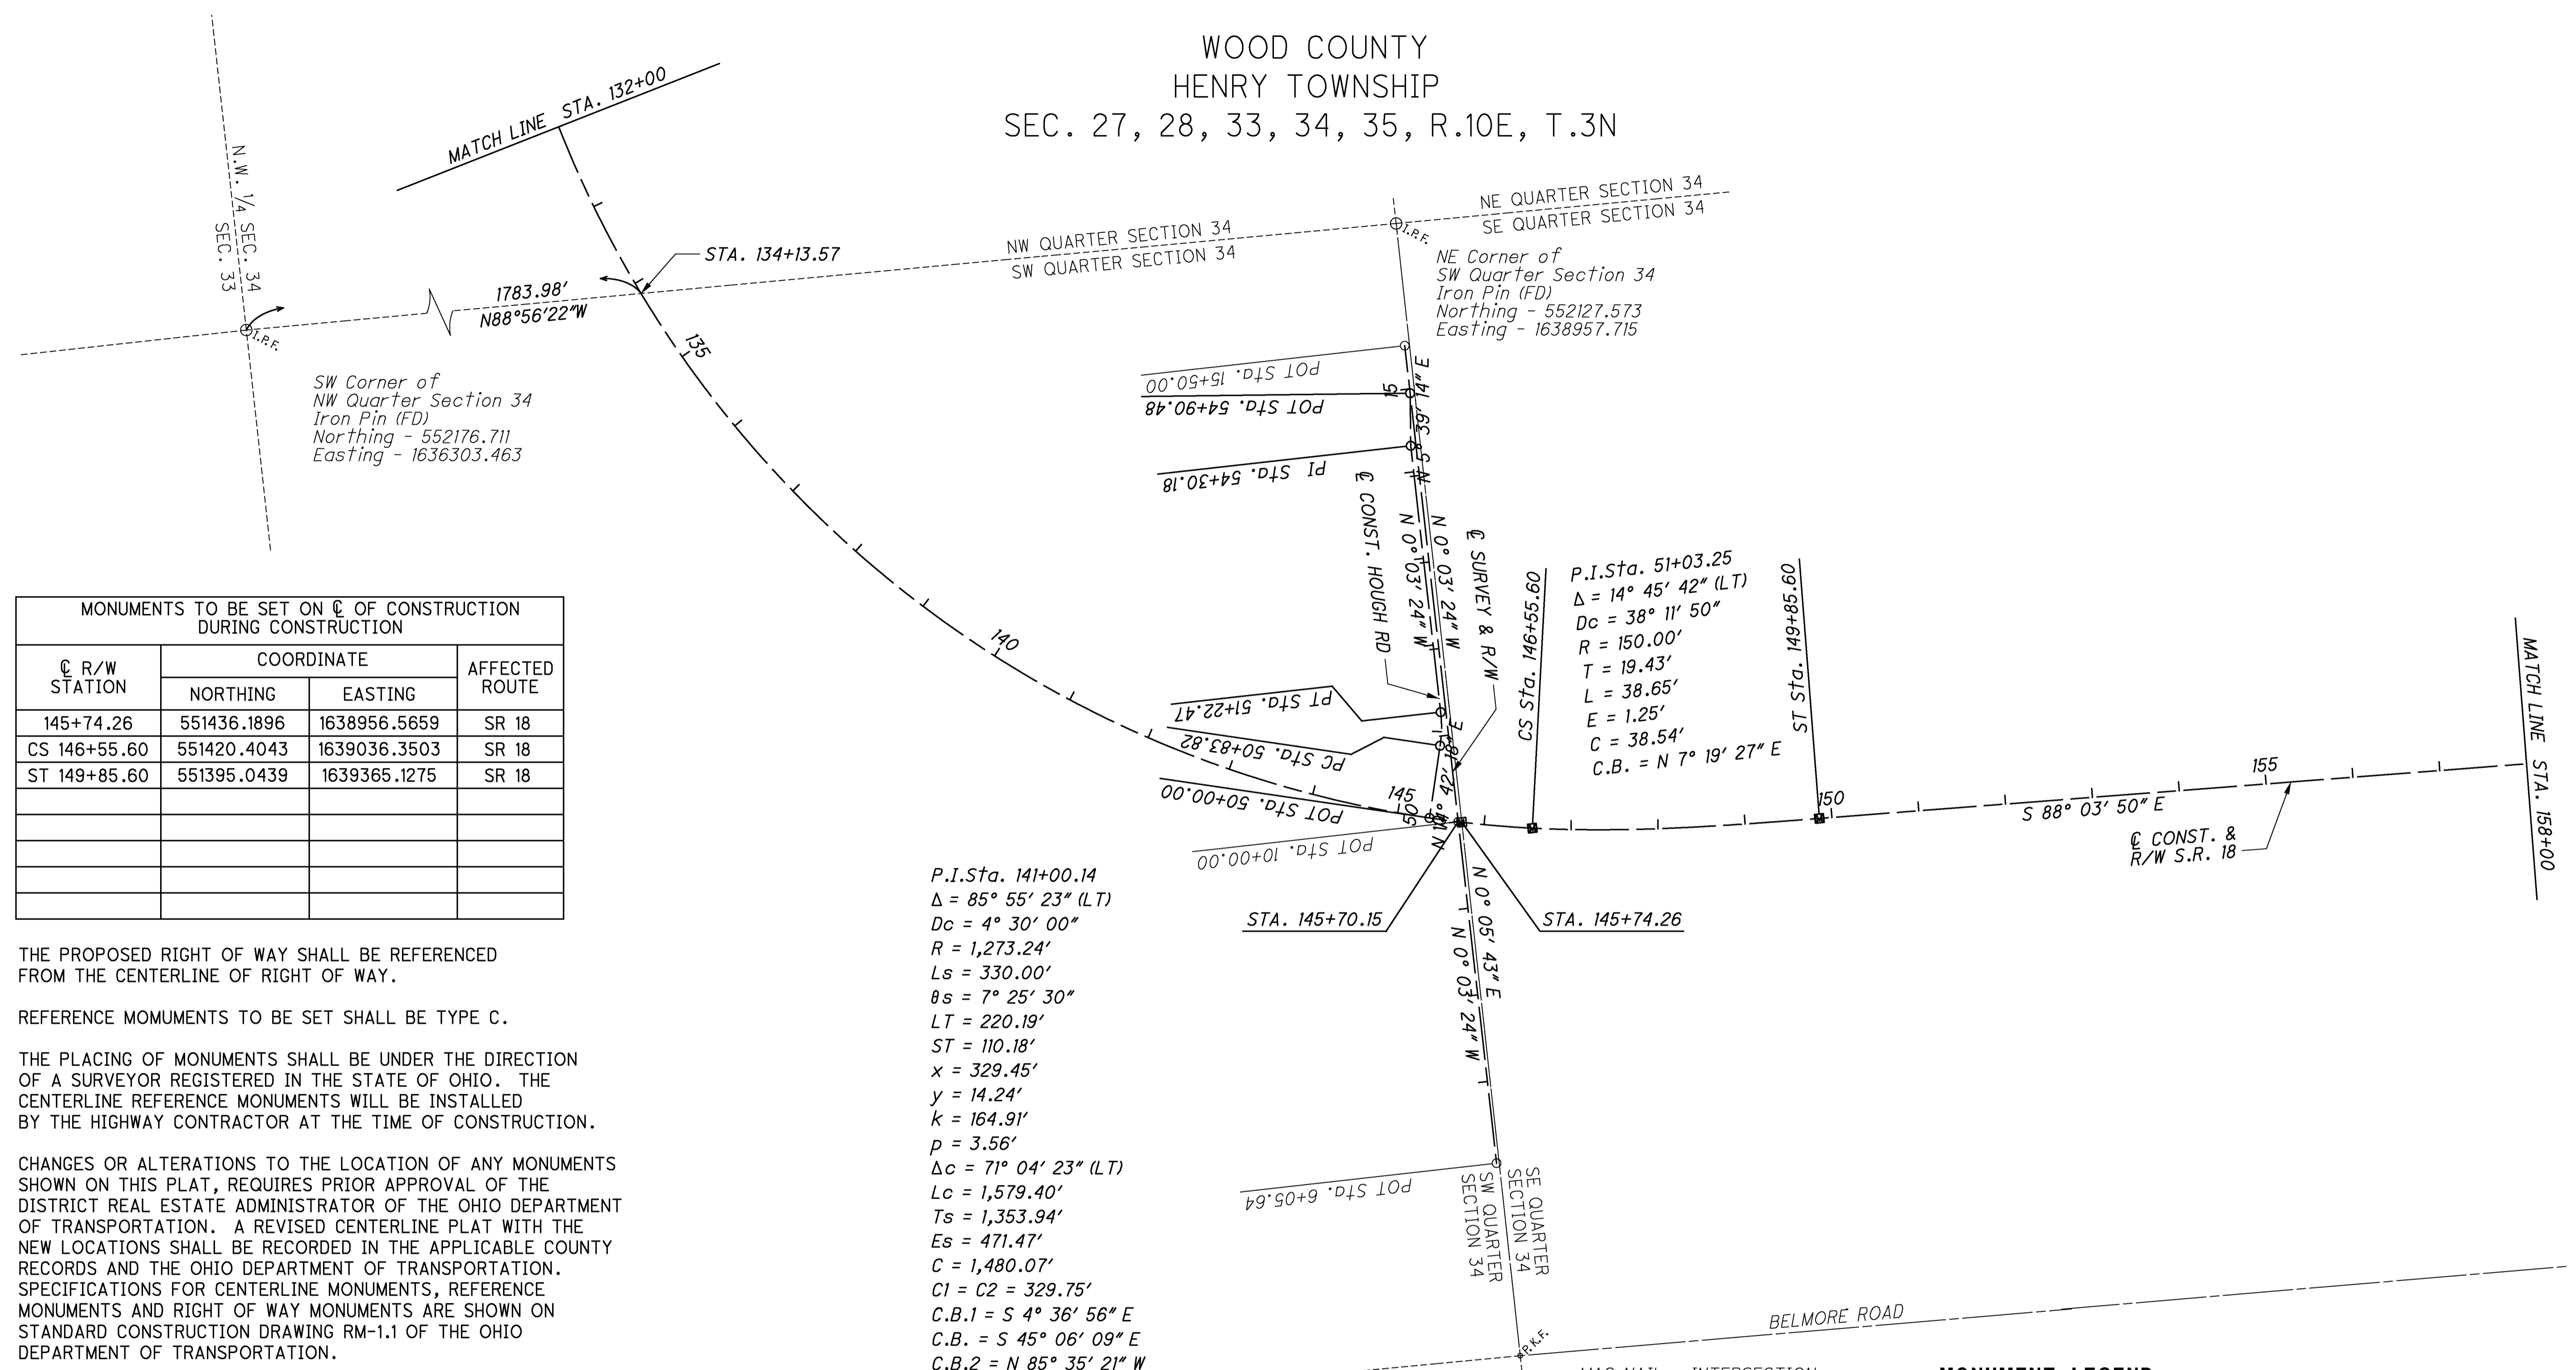 WOOD COUNTY
HENRY TOWNSHIP
SEC. 27, 28, 33, 34, 35, R.10E, T.3N
MATCH LINE STA. 132+00
N.W. 1/4 SEC. 34
SEC. 33
I.P.F.
STA. 134+13.57
1783.98'
N88°56'22"W
NW QUARTER SECTION 34
SW QUARTER SECTION 34
NE QUARTER SECTION 34
SE QUARTER SECTION 34
I.P.F.
NE Corner of
SW Quarter Section 34
Iron Pin (FD)
Northing - 552127.573
Easting - 1638957.715
SW Corner of
NW Quarter Section 34
Iron Pin (FD)
Northing - 552176.711
Easting - 1636303.463
135
140
145
150
155
POT Sta. 15+50.00
15
POT Sta. 54+90.48
PI Sta. 54+30.18
N 5° 39' 14" E
N 0° 03' 24" W
N 0° 03' 24" W
℄ CONST. HOUGH RD
℄ SURVEY & R/W
PT Sta. 51+22.47
PC Sta. 50+83.82
POT Sta. 50+00.00
POT Sta. 10+00.00
50
N 14° 42' 18" E
CS Sta. 146+55.60
P.I.Sta. 51+03.25
Δ = 14° 45' 42" (LT)
Dc = 38° 11' 50"
R = 150.00'
T = 19.43'
L = 38.65'
E = 1.25'
C = 38.54'
C.B. = N 7° 19' 27" E
ST Sta. 149+85.60
S 88° 03' 50" E
℄ CONST. &
R/W S.R. 18
MATCH LINE STA. 158+00
STA. 145+70.15
STA. 145+74.26
N 0° 05' 43" E
N 0° 03' 24" W
POT Sta. 6+05.64
SW QUARTER
SECTION 34
SE QUARTER
SECTION 34
BELMORE ROAD
P.K.F.
MONUMENTS TO BE SET ON ℄ OF CONSTRUCTION
DURING CONSTRUCTION
℄ R/W STATION COORDINATE AFFECTED ROUTE
NORTHING EASTING
145+74.26 551436.1896 1638956.5659 SR 18
CS 146+55.60 551420.4043 1639036.3503 SR 18
ST 149+85.60 551395.0439 1639365.1275 SR 18
THE PROPOSED RIGHT OF WAY SHALL BE REFERENCED
FROM THE CENTERLINE OF RIGHT OF WAY.
REFERENCE MOMUMENTS TO BE SET SHALL BE TYPE C.
THE PLACING OF MONUMENTS SHALL BE UNDER THE DIRECTION
OF A SURVEYOR REGISTERED IN THE STATE OF OHIO. THE
CENTERLINE REFERENCE MONUMENTS WILL BE INSTALLED
BY THE HIGHWAY CONTRACTOR AT THE TIME OF CONSTRUCTION.
CHANGES OR ALTERATIONS TO THE LOCATION OF ANY MONUMENTS
SHOWN ON THIS PLAT, REQUIRES PRIOR APPROVAL OF THE
DISTRICT REAL ESTATE ADMINISTRATOR OF THE OHIO DEPARTMENT
OF TRANSPORTATION. A REVISED CENTERLINE PLAT WITH THE
NEW LOCATIONS SHALL BE RECORDED IN THE APPLICABLE COUNTY
RECORDS AND THE OHIO DEPARTMENT OF TRANSPORTATION.
SPECIFICATIONS FOR CENTERLINE MONUMENTS, REFERENCE
MONUMENTS AND RIGHT OF WAY MONUMENTS ARE SHOWN ON
STANDARD CONSTRUCTION DRAWING RM-1.1 OF THE OHIO
DEPARTMENT OF TRANSPORTATION.
P.I.Sta. 141+00.14
Δ = 85° 55' 23" (LT)
Dc = 4° 30' 00"
R = 1,273.24'
Ls = 330.00'
θs = 7° 25' 30"
LT = 220.19'
ST = 110.18'
x = 329.45'
y = 14.24'
k = 164.91'
p = 3.56'
Δc = 71° 04' 23" (LT)
Lc = 1,579.40'
Ts = 1,353.94'
Es = 471.47'
C = 1,480.07'
C1 = C2 = 329.75'
C.B.1 = S 4° 36' 56" E
C.B. = S 45° 06' 09" E
C.B.2 = N 85° 35' 21" W
MONUMENT LEGEND